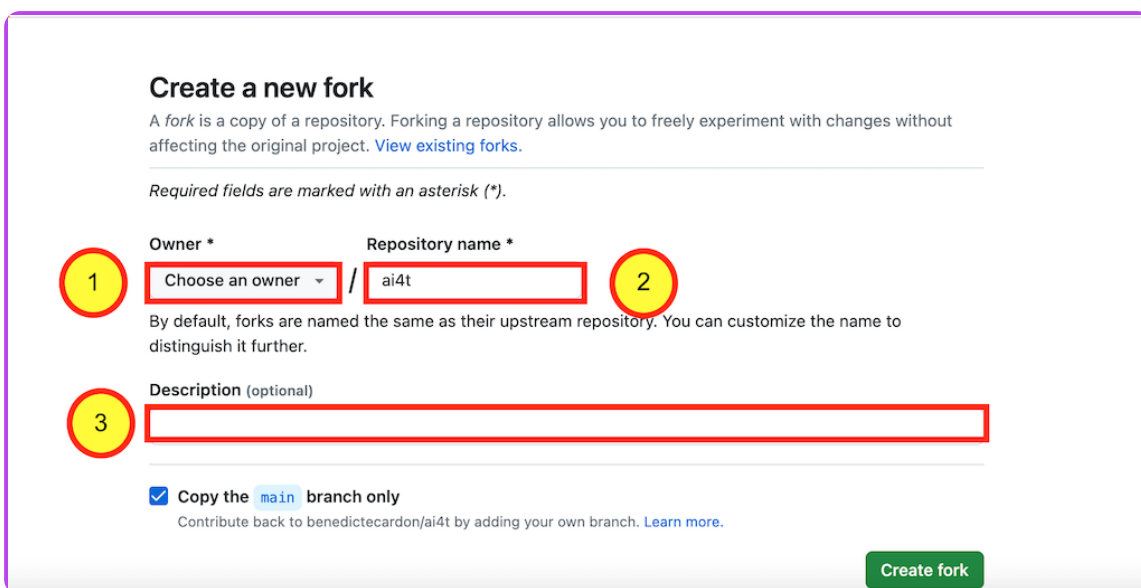 Create a new fork
A fork is a copy of a repository. Forking a repository allows you to freely experiment with changes without
affecting the original project. View existing forks.
Required fields are marked with an asterisk (*).
Owner * Repository name *
1 Choose an owner / ai4t 2
By default, forks are named the same as their upstream repository. You can customize the name to
distinguish it further.
Description (optional)
3
Copy the main branch only
Contribute back to benedictecardon/ai4t by adding your own branch. Learn more.
Create fork